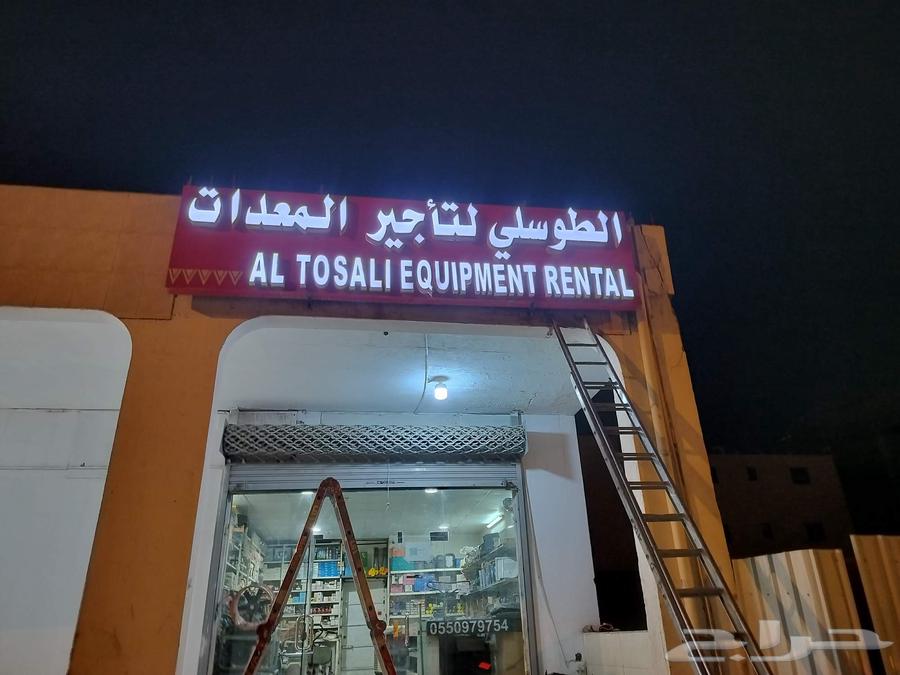 الطوسلي لتأجير المعدات
AL TOSALI EQUIPMENT RENTAL
0550979754
حراج